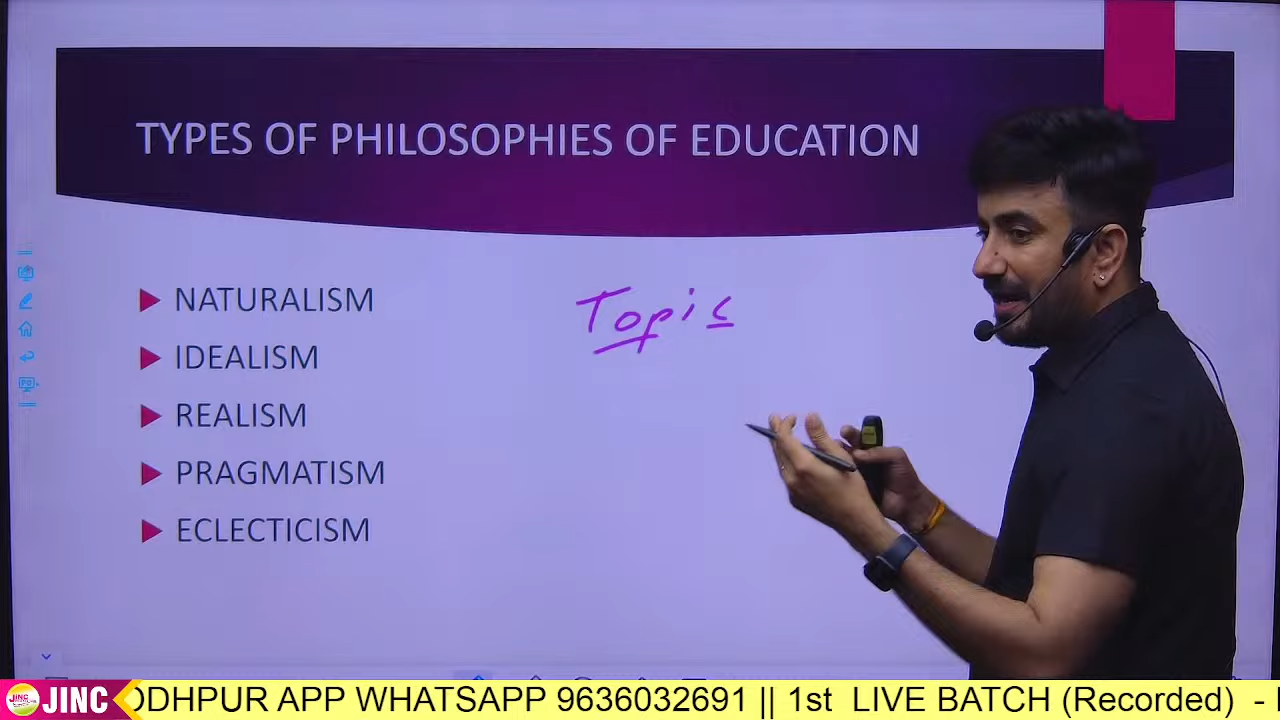 TYPES OF PHILOSOPHIES OF EDUCATION
NATURALISM
IDEALISM
REALISM
PRAGMATISM
ECLECTICISM
Topic
JINC
JINC
ODHPUR APP WHATSAPP 9636032691 || 1st LIVE BATCH (Recorded) -